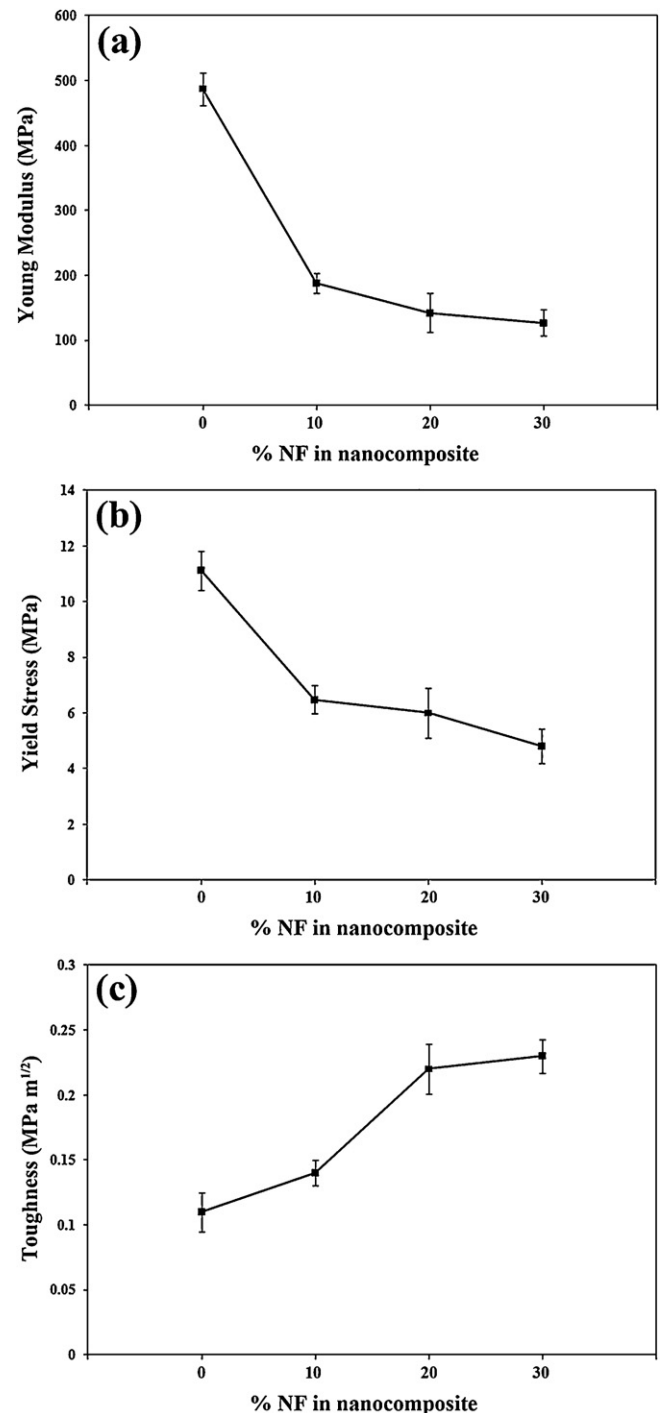 (a)
600
500
400
300
200
100
0
Young Modulus (MPa)
0 10 20 30
% NF in nanocomposite
(b)
14
12
10
8
6
4
2
0
Yield Stress (MPa)
0 10 20 30
% NF in nanocomposite
(c)
0.3
0.25
0.2
0.15
0.1
0.05
0
Toughness (MPa m^1/2)
0 10 20 30
% NF in nanocomposite